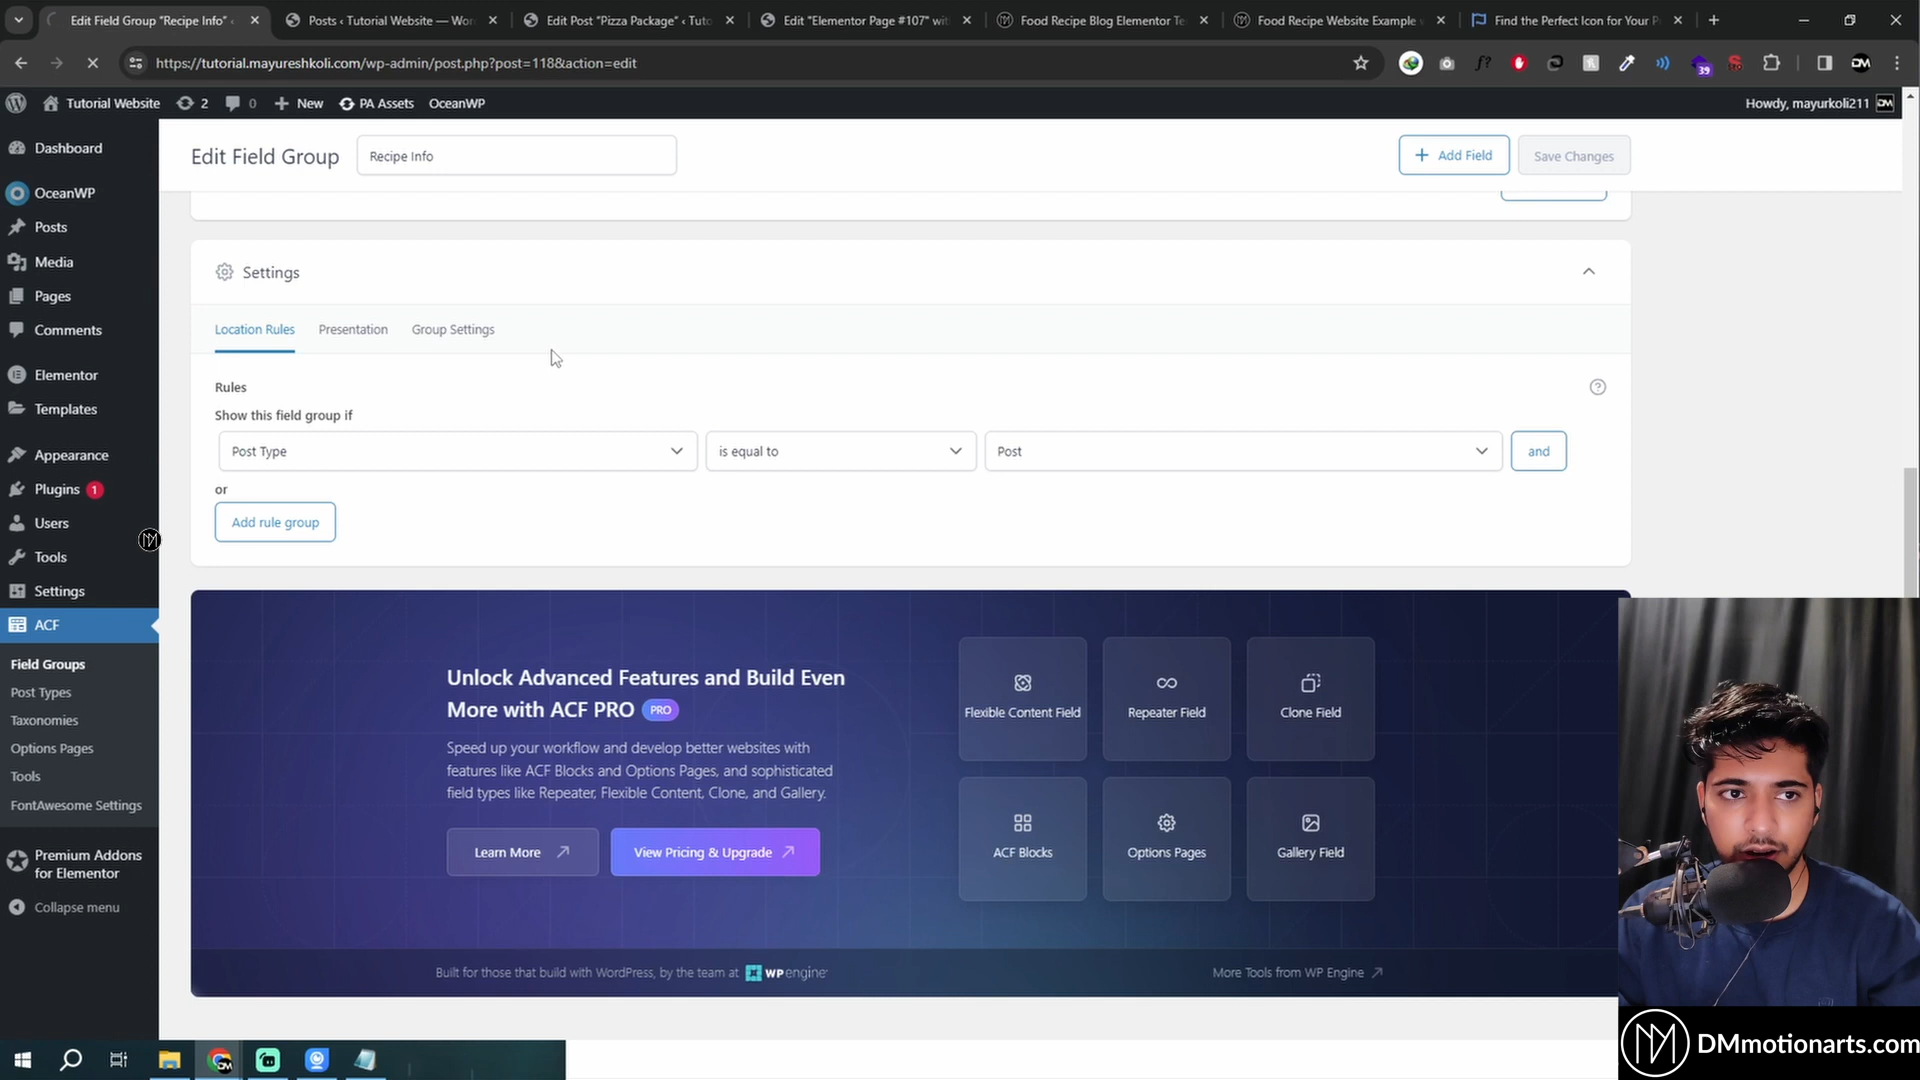 Edit Field Group "Recipe Info" ‹
Posts ‹ Tutorial Website — Wor
Edit Post "Pizza Package" ‹ Tuto
Edit "Elementor Page #107" wit
Food Recipe Blog Elementor Te
Food Recipe Website Example
Find the Perfect Icon for Your P
https://tutorial.mayureshkoli.com/wp-admin/post.php?post=118&action=edit
39
Tutorial Website
2
0
New
PA Assets
OceanWP
Howdy, mayurkoli211
Dashboard
OceanWP
Posts
Media
Pages
Comments
Elementor
Templates
Appearance
Plugins 1
Users
Tools
Settings
ACF
Field Groups
Post Types
Taxonomies
Options Pages
Tools
FontAwesome Settings
Premium Addons
for Elementor
Collapse menu
Edit Field Group
Recipe Info
Add Field
Save Changes
Settings
Location Rules
Presentation
Group Settings
Rules
Show this field group if
Post Type
is equal to
Post
and
or
Add rule group
Unlock Advanced Features and Build Even
More with ACF PRO PRO
Speed up your workflow and develop better websites with
features like ACF Blocks and Options Pages, and sophisticated
field types like Repeater, Flexible Content, Clone, and Gallery.
Learn More
View Pricing & Upgrade
Flexible Content Field
Repeater Field
Clone Field
ACF Blocks
Options Pages
Gallery Field
Built for those that build with WordPress, by the team at WP engine
More Tools from WP Engine
DMmotionarts.com